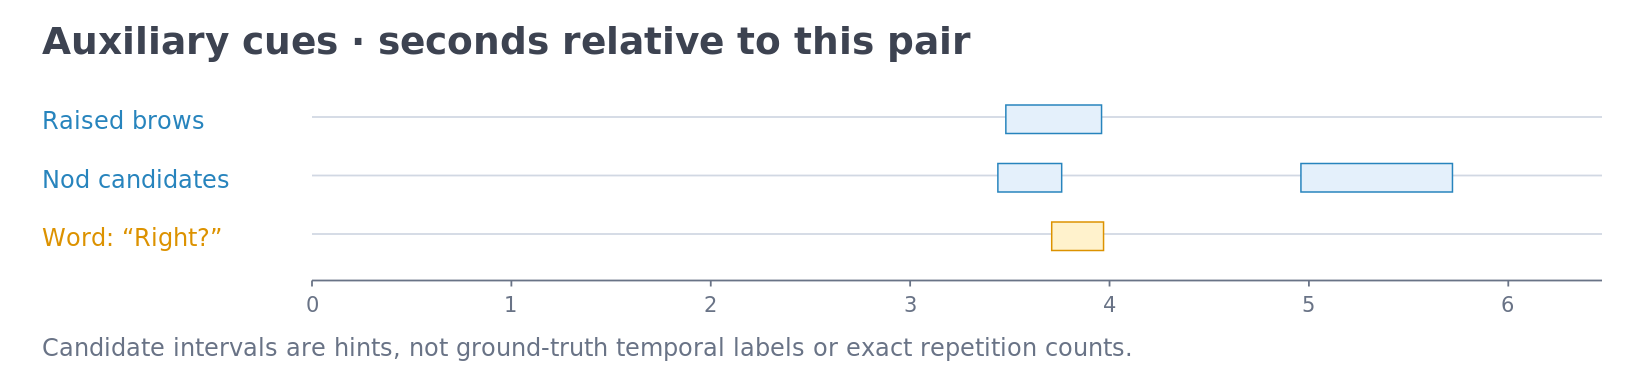 Auxiliary cues · seconds relative to this pair
Raised brows
Nod candidates
Word: “Right?”
0 1 2 3 4 5 6
Candidate intervals are hints, not ground-truth temporal labels or exact repetition counts.